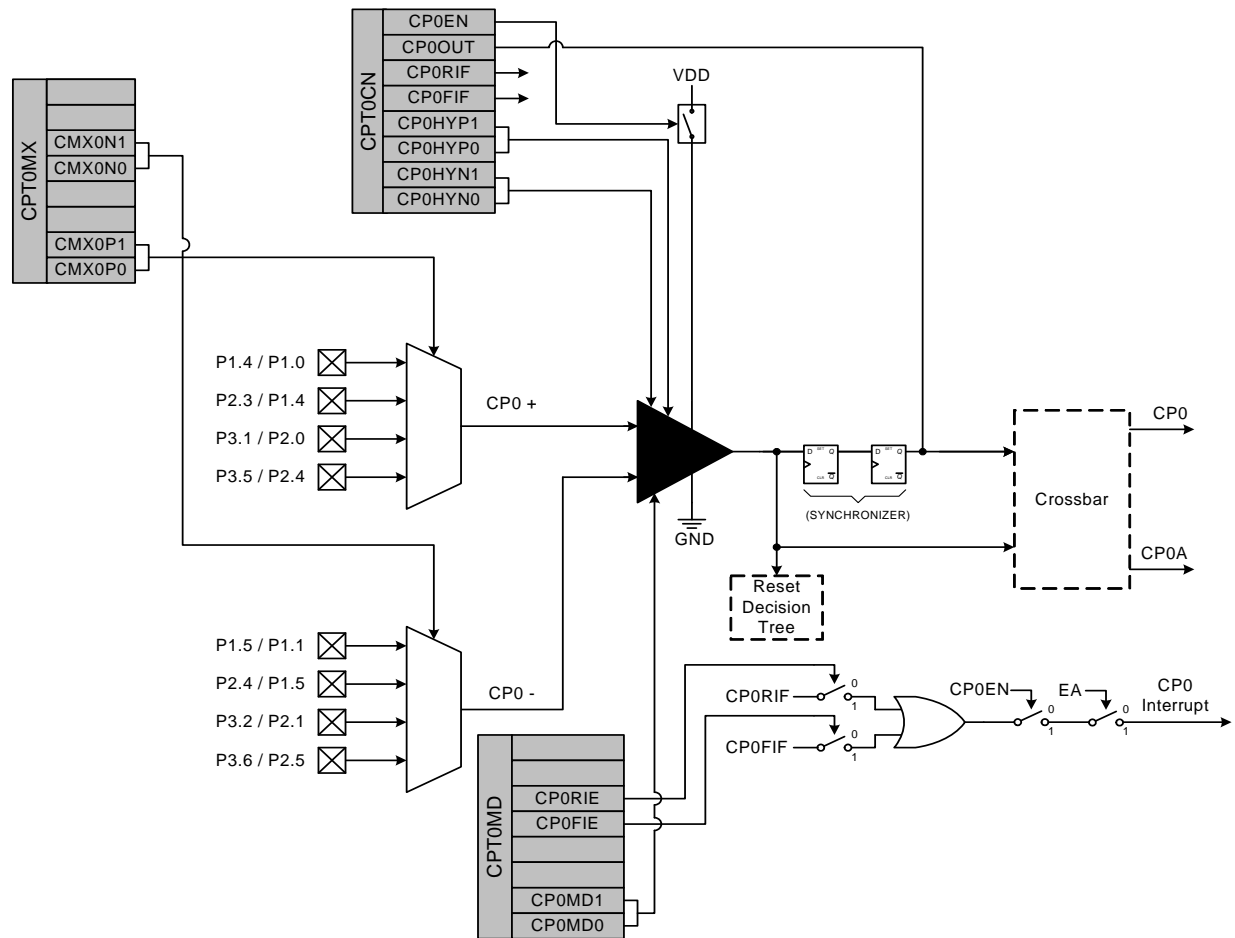 CPT0CN
CP0EN
CP0OUT
CP0RIF
CP0FIF
CP0HYP1
CP0HYP0
CP0HYN1
CP0HYN0
VDD
CPT0MX
CMX0N1
CMX0N0
CMX0P1
CMX0P0
P1.4 / P1.0
P2.3 / P1.4
P3.1 / P2.0
P3.5 / P2.4
CP0 +
GND
D SET Q
CLR Q
D SET Q
CLR Q
(SYNCHRONIZER)
Crossbar
CP0
CP0A
Reset
Decision
Tree
P1.5 / P1.1
P2.4 / P1.5
P3.2 / P2.1
P3.6 / P2.5
CP0 -
CPT0MD
CP0RIE
CP0FIE
CP0MD1
CP0MD0
CP0RIF
0
1
CP0FIF
0
1
CP0EN
0
1
EA
0
1
CP0
Interrupt